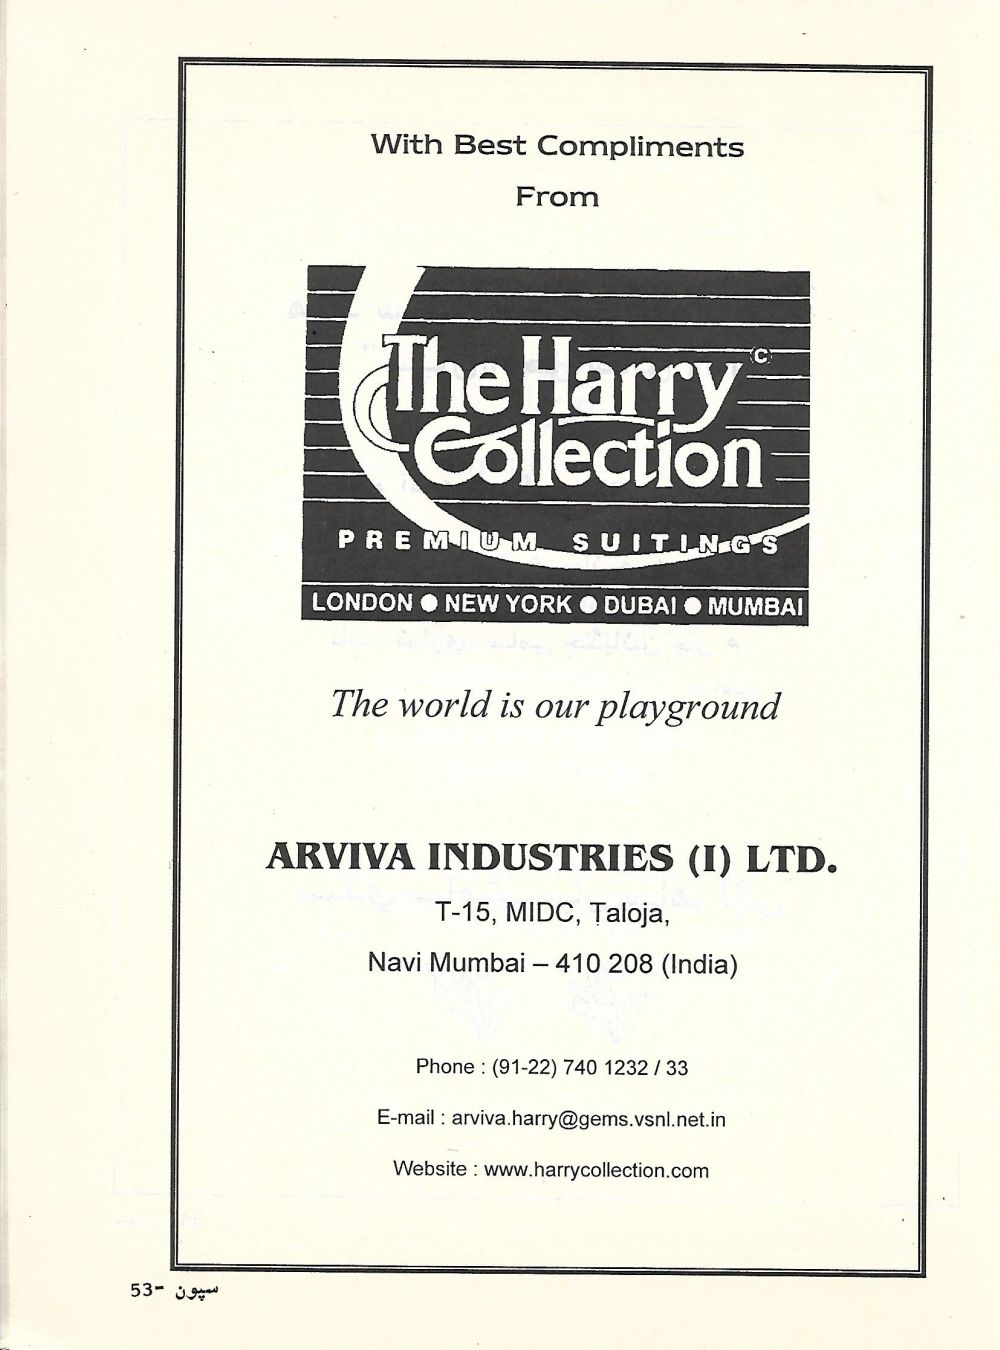 With Best Compliments
From
The Harry ©
Collection
PREMIUM SUITINGS
LONDON ● NEW YORK ● DUBAI ● MUMBAI
The world is our playground
ARVIVA INDUSTRIES (I) LTD.
T-15, MIDC, Taloja,
Navi Mumbai – 410 208 (India)
Phone : (91-22) 740 1232 / 33
E-mail : arviva.harry@gems.vsnl.net.in
Website : www.harrycollection.com
سپون -53